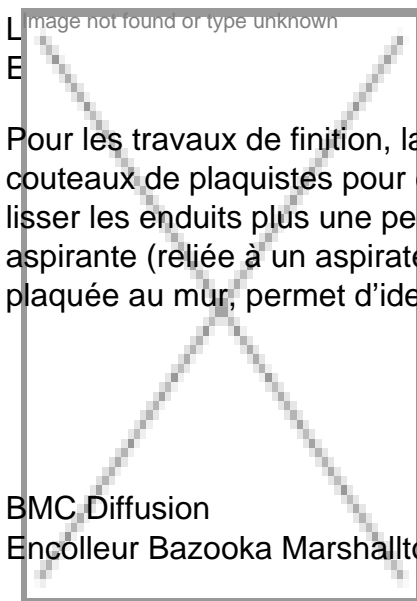 Image not found or type unknown
L
E
Pour les travaux de finition, la
couteaux de plaquistes pour
lisser les enduits plus une pe
aspirante (reliée à un aspirate
plaquée au mur, permet d'ide
BMC Diffusion
Encolleur Bazooka Marshallto